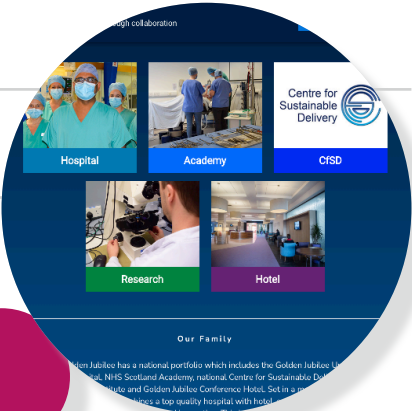 through collaboration
Centre for
Sustainable
Delivery
Hospital
Academy
CfSD
Research
Hotel
Our Family
Jubilee has a national portfolio which includes the Golden Jubilee
NHS Scotland Academy, national Centre for Sustainable
and Golden Jubilee Conference Hotel. Set in a
a top quality hospital with hotel,